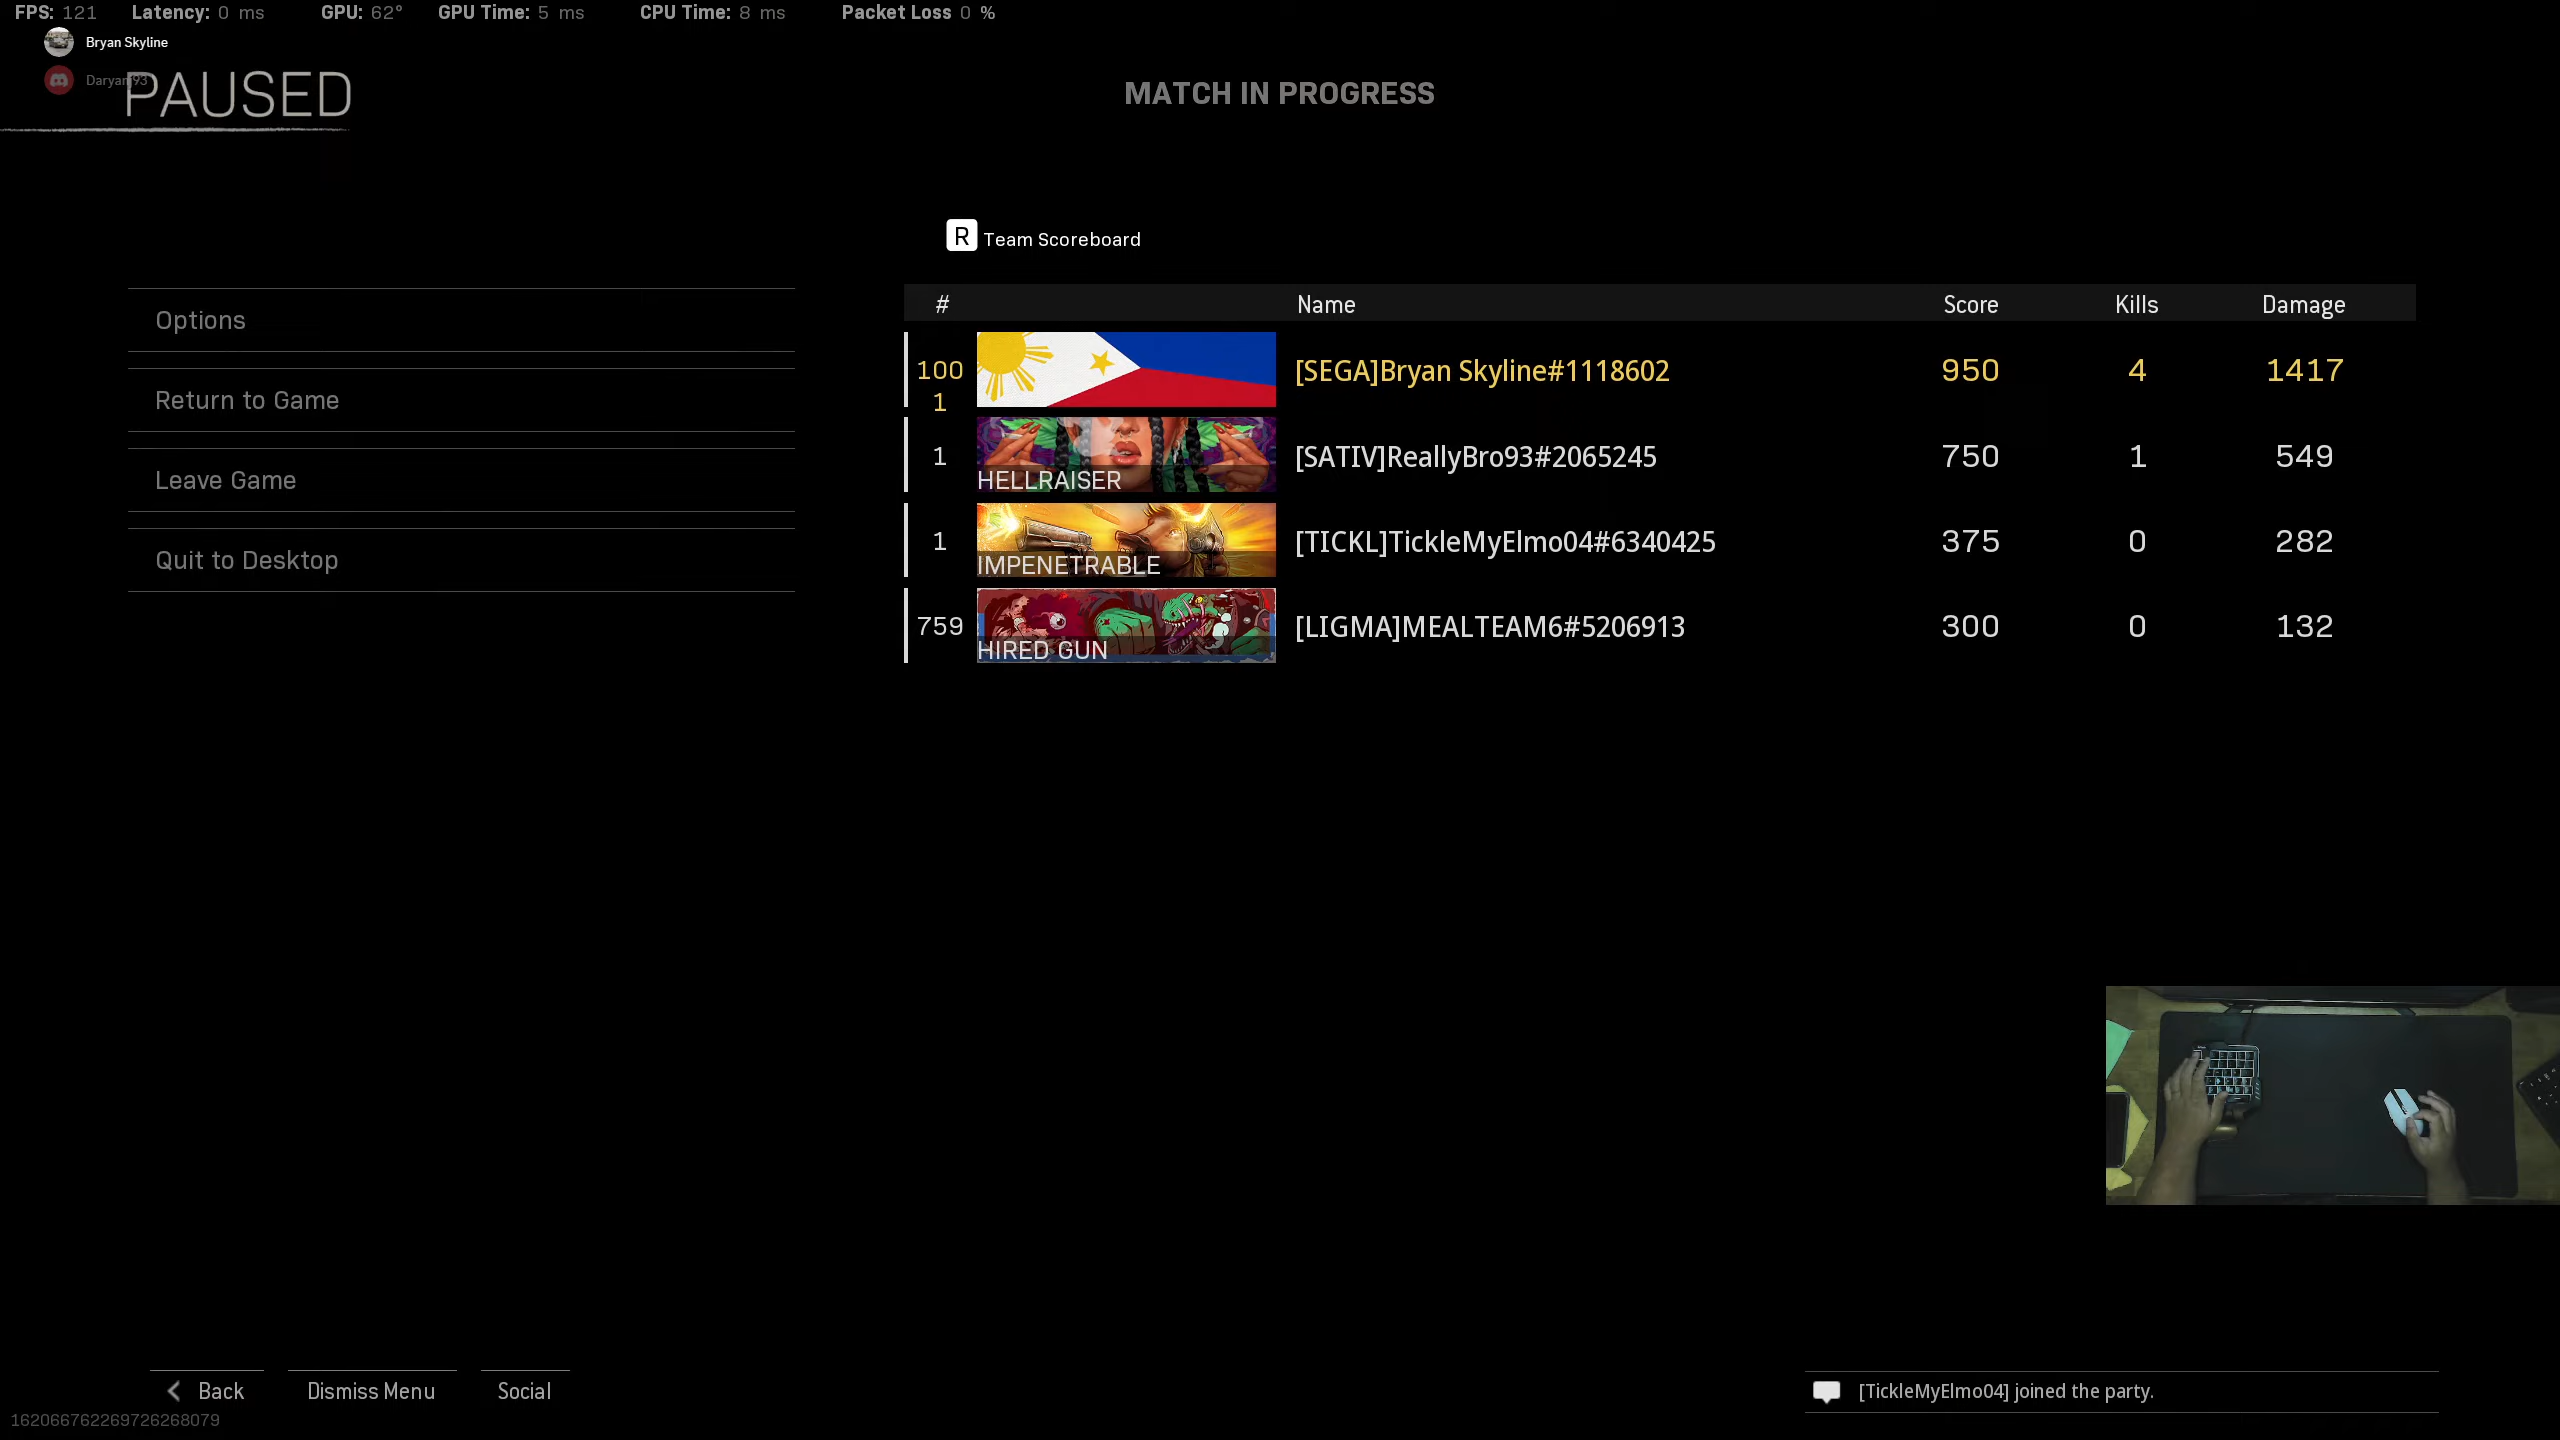 FPS: 121 Latency: 0 ms GPU: 62° GPU Time: 5 ms CPU Time: 8 ms Packet Loss 0 %
Bryan Skyline
Daryanj93
PAUSED
MATCH IN PROGRESS
R Team Scoreboard
Options
Return to Game
Leave Game
Quit to Desktop
# Name Score Kills Damage
100
1 [SEGA]Bryan Skyline#1118602 950 4 1417
1 HELLRAISER [SATIV]ReallyBro93#2065245 750 1 549
1 IMPENETRABLE [TICKL]TickleMyElmo04#6340425 375 0 282
759 HIRED GUN [LIGMA]MEALTEAM6#5206913 300 0 132
Back Dismiss Menu Social
[TickleMyElmo04] joined the party.
162066762269726268079